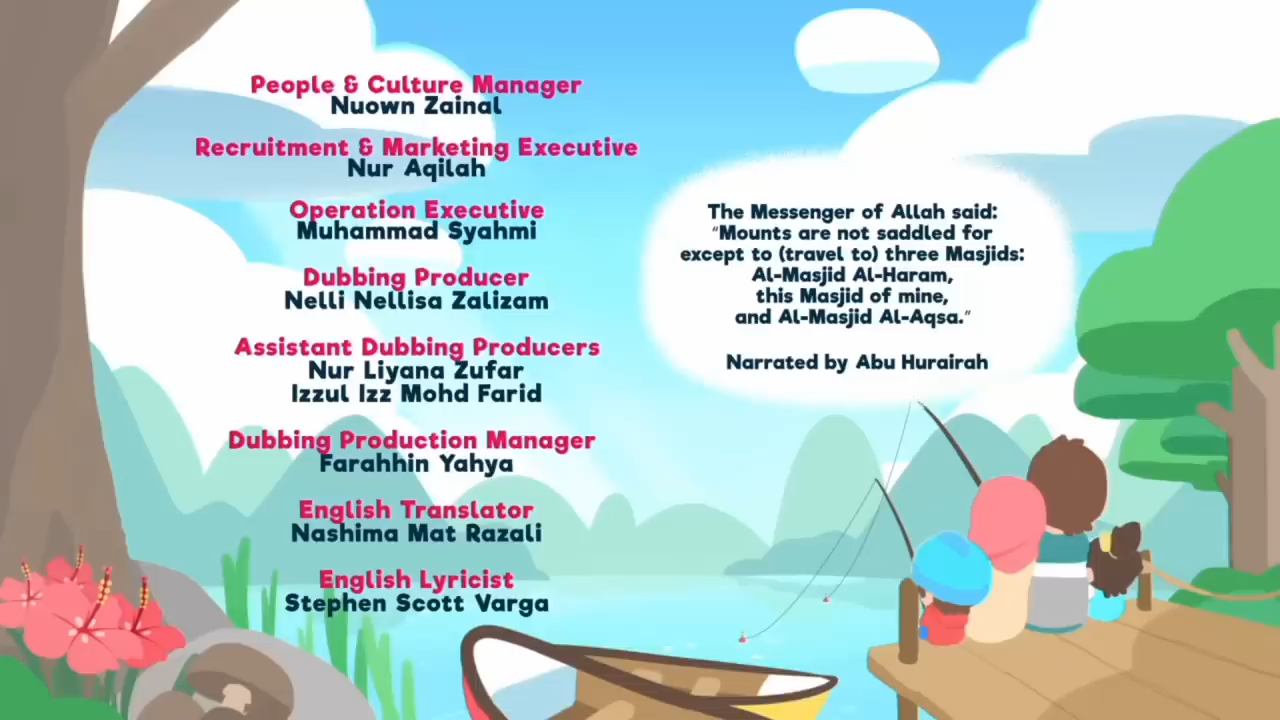 People & Culture Manager
Nuown Zainal
Recruitment & Marketing Executive
Nur Aqilah
Operation Executive
Muhammad Syahmi
Dubbing Producer
Nelli Nellisa Zalizam
Assistant Dubbing Producers
Nur Liyana Zufar
Izzul Izz Mohd Farid
Dubbing Production Manager
Farahhin Yahya
English Translator
Nashima Mat Razali
English Lyricist
Stephen Scott Varga
The Messenger of Allah said:
"Mounts are not saddled for
except to (travel to) three Masjids:
Al-Masjid Al-Haram,
this Masjid of mine,
and Al-Masjid Al-Aqsa."
Narrated by Abu Hurairah